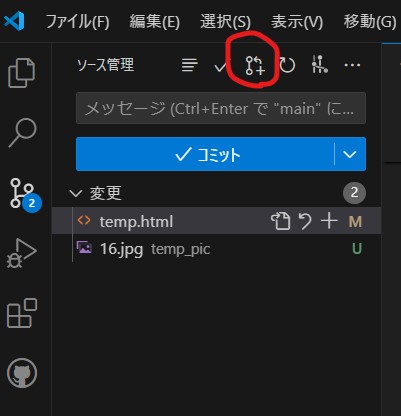 ファイル(F) 編集(E) 選択(S) 表示(V) 移動(G)
ソース管理
メッセージ (Ctrl+Enter で "main" に...
コミット
変更 2
temp.html M
16.jpg temp_pic U
2